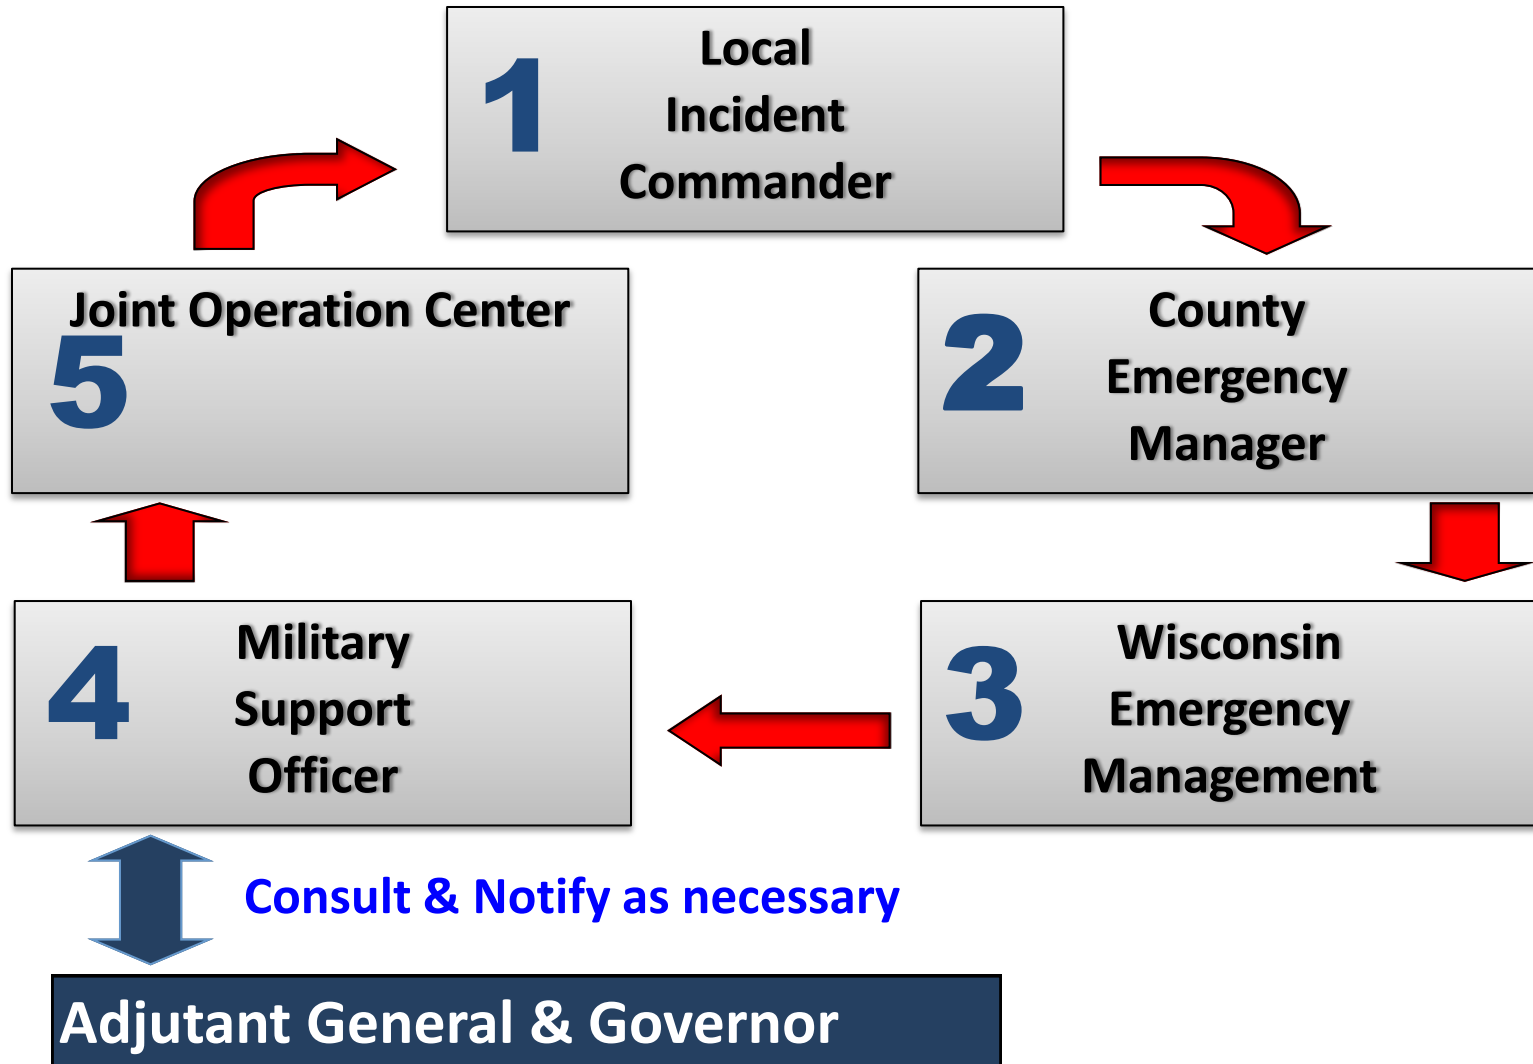 1
Local
Incident
Commander
2
County
Emergency
Manager
3
Wisconsin
Emergency
Management
4
Military
Support
Officer
5
Joint Operation Center
Consult & Notify as necessary
Adjutant General & Governor